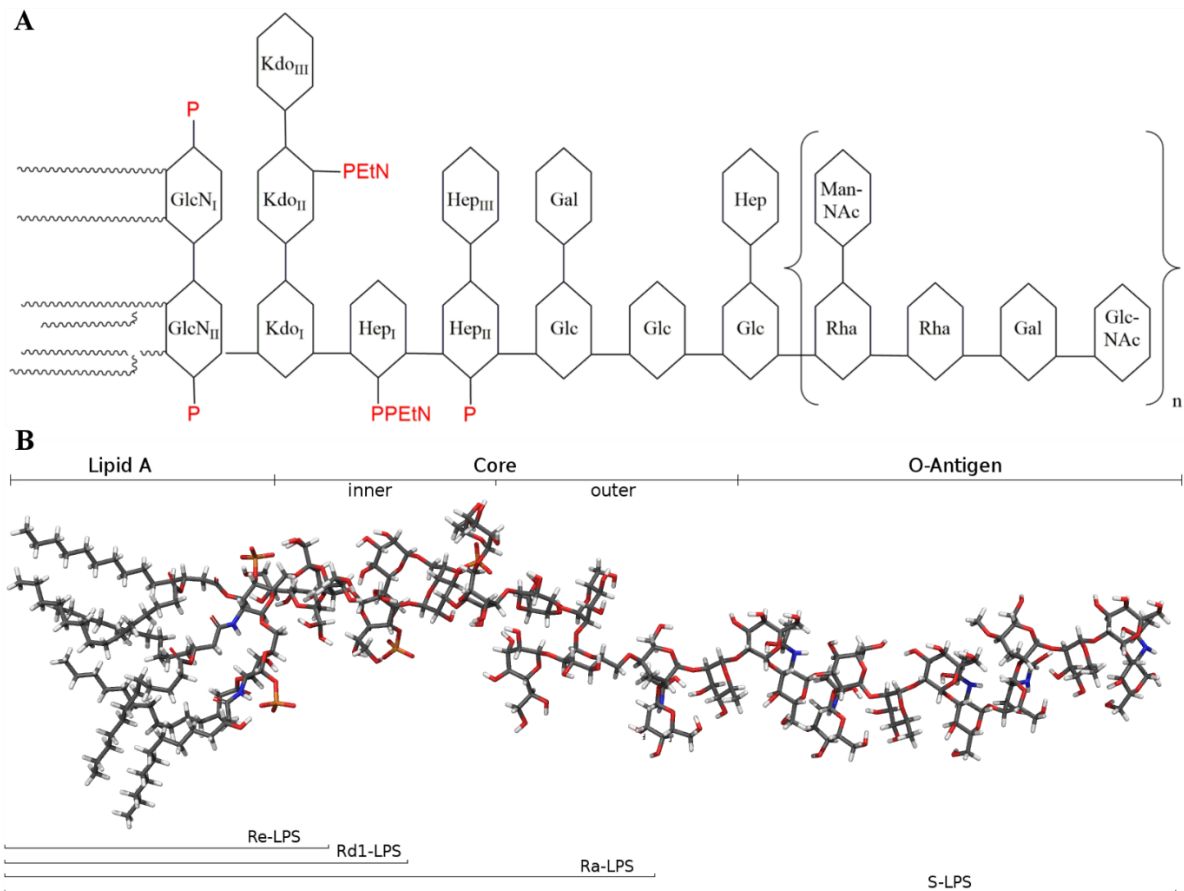 A
Kdo III
P
PEtN
GlcN I
Kdo II
Hep III
Gal
Hep
Man-
NAc
GlcN II
Kdo I
Hep I
Hep II
Glc
Glc
Glc
Rha
Rha
Gal
Glc-
NAc
P
PPEtN
P
n
B
Lipid A
Core
O-Antigen
inner
outer
Re-LPS
Rd1-LPS
Ra-LPS
S-LPS